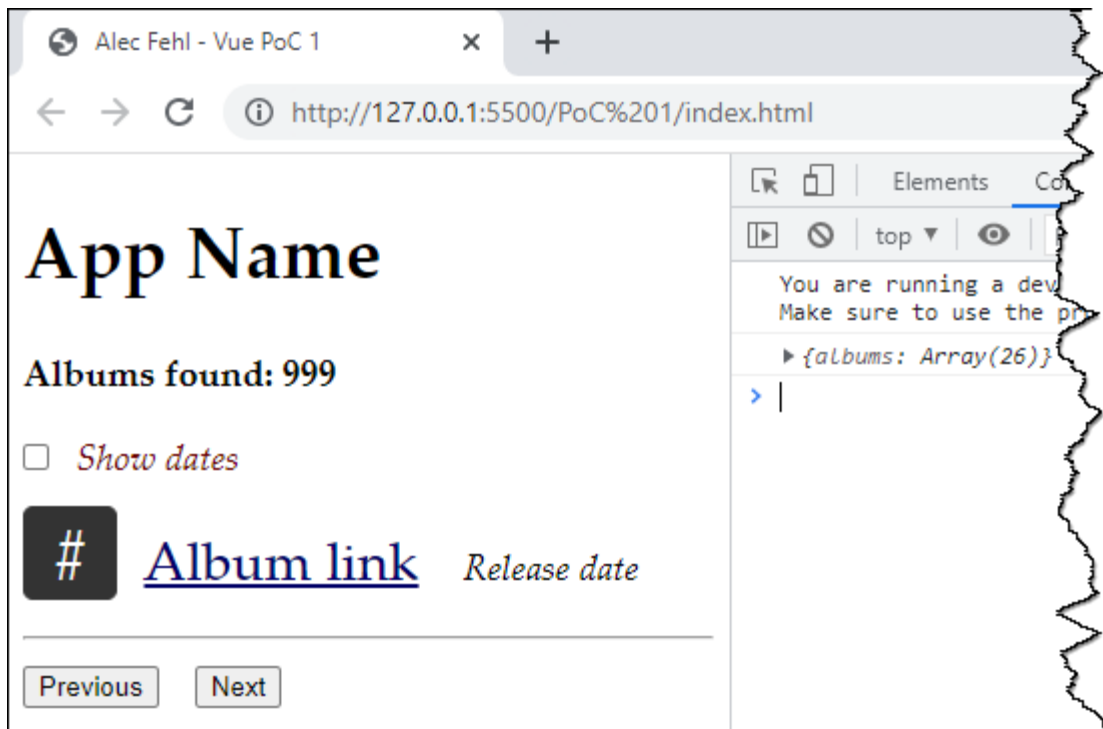 Alec Fehl - Vue PoC 1
http://127.0.0.1:5500/PoC%201/index.html
Elements
top
App Name
Albums found: 999
Show dates
# Album link Release date
Previous Next
You are running a dev
Make sure to use the
{albums: Array(26)}